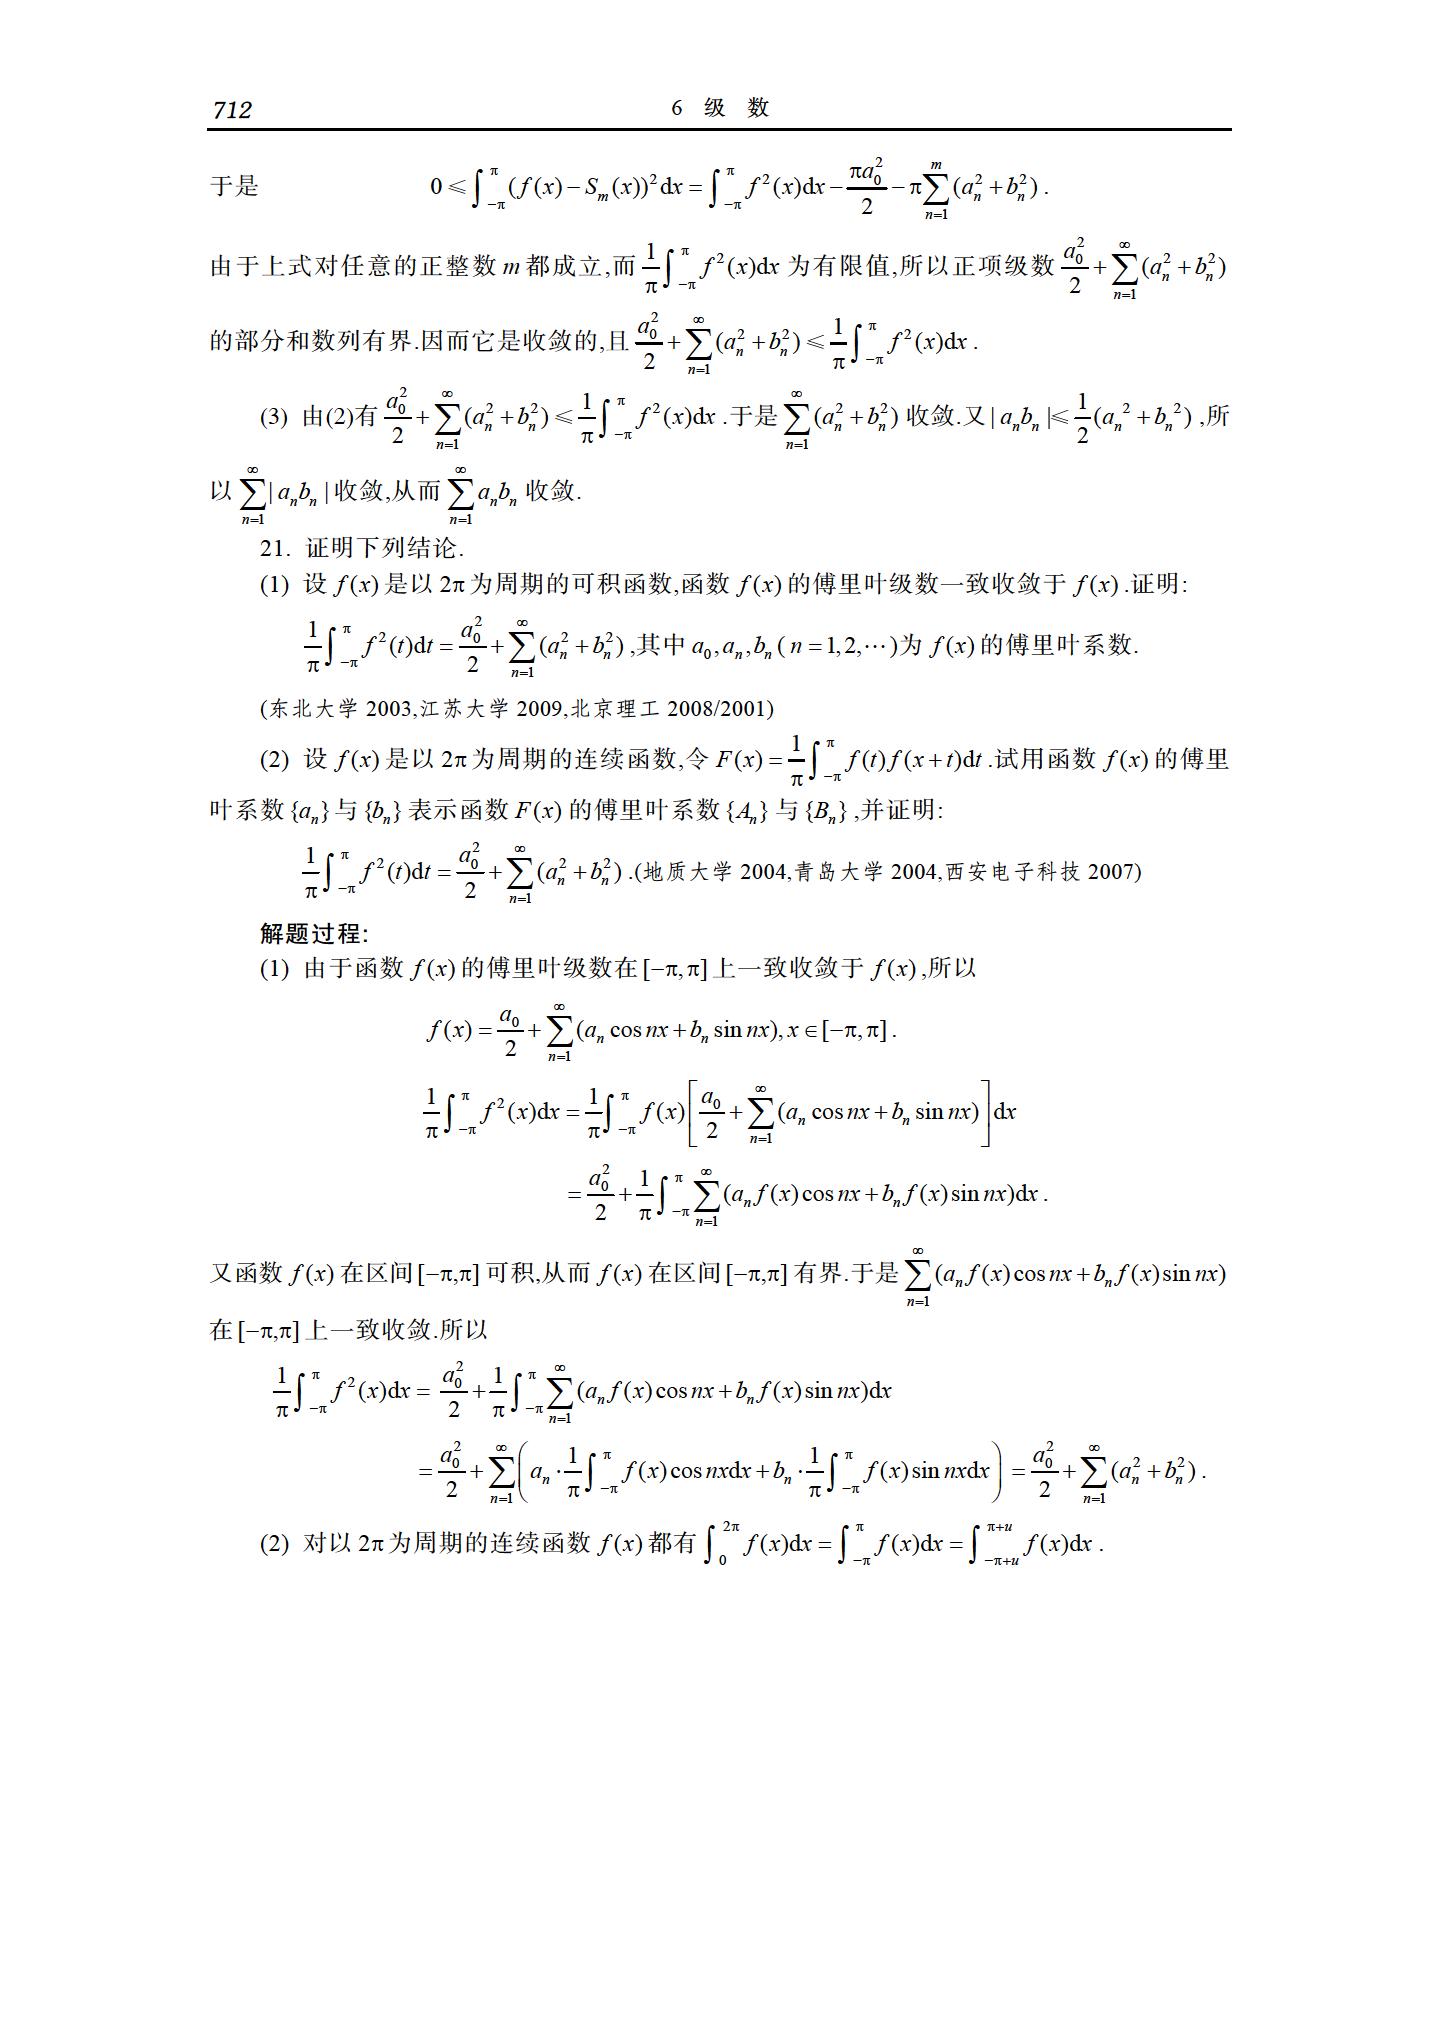 712 6 级 数
于是 $0\leqslant\int_{-\pi}^{\pi}(f(x)-S_m(x))^2\mathrm{d}x=\int_{-\pi}^{\pi}f^2(x)\mathrm{d}x-\frac{\pi a_0^2}{2}-\pi\sum_{n=1}^{m}(a_n^2+b_n^2)$ .
由于上式对任意的正整数 $m$ 都成立,而 $\frac{1}{\pi}\int_{-\pi}^{\pi}f^2(x)\mathrm{d}x$ 为有限值,所以正项级数 $\frac{a_0^2}{2}+\sum_{n=1}^{\infty}(a_n^2+b_n^2)$
的部分和数列有界.因而它是收敛的,且 $\frac{a_0^2}{2}+\sum_{n=1}^{\infty}(a_n^2+b_n^2)\leqslant\frac{1}{\pi}\int_{-\pi}^{\pi}f^2(x)\mathrm{d}x$ .
(3) 由(2)有 $\frac{a_0^2}{2}+\sum_{n=1}^{\infty}(a_n^2+b_n^2)\leqslant\frac{1}{\pi}\int_{-\pi}^{\pi}f^2(x)\mathrm{d}x$ .于是 $\sum_{n=1}^{\infty}(a_n^2+b_n^2)$ 收敛.又 $|a_nb_n|\leqslant\frac{1}{2}(a_n^2+b_n^2)$ ,所
以 $\sum_{n=1}^{\infty}|a_nb_n|$ 收敛,从而 $\sum_{n=1}^{\infty}a_nb_n$ 收敛.
21. 证明下列结论.
(1) 设 $f(x)$ 是以 $2\pi$ 为周期的可积函数,函数 $f(x)$ 的傅里叶级数一致收敛于 $f(x)$ .证明:
$\frac{1}{\pi}\int_{-\pi}^{\pi}f^2(t)\mathrm{d}t=\frac{a_0^2}{2}+\sum_{n=1}^{\infty}(a_n^2+b_n^2)$ ,其中 $a_0,a_n,b_n$ ( $n=1,2,\cdots$ )为 $f(x)$ 的傅里叶系数.
(东北大学 2003,江苏大学 2009,北京理工 2008/2001)
(2) 设 $f(x)$ 是以 $2\pi$ 为周期的连续函数,令 $F(x)=\frac{1}{\pi}\int_{-\pi}^{\pi}f(t)f(x+t)\mathrm{d}t$ .试用函数 $f(x)$ 的傅里
叶系数 $\{a_n\}$ 与 $\{b_n\}$ 表示函数 $F(x)$ 的傅里叶系数 $\{A_n\}$ 与 $\{B_n\}$ ,并证明:
$\frac{1}{\pi}\int_{-\pi}^{\pi}f^2(t)\mathrm{d}t=\frac{a_0^2}{2}+\sum_{n=1}^{\infty}(a_n^2+b_n^2)$ .(地质大学 2004,青岛大学 2004,西安电子科技 2007)
解题过程:
(1) 由于函数 $f(x)$ 的傅里叶级数在 $[-\pi,\pi]$ 上一致收敛于 $f(x)$ ,所以
$f(x)=\frac{a_0}{2}+\sum_{n=1}^{\infty}(a_n\cos nx+b_n\sin nx),x\in[-\pi,\pi]$ .
$\frac{1}{\pi}\int_{-\pi}^{\pi}f^2(x)\mathrm{d}x=\frac{1}{\pi}\int_{-\pi}^{\pi}f(x)\left[\frac{a_0}{2}+\sum_{n=1}^{\infty}(a_n\cos nx+b_n\sin nx)\right]\mathrm{d}x$
$=\frac{a_0^2}{2}+\frac{1}{\pi}\int_{-\pi}^{\pi}\sum_{n=1}^{\infty}(a_nf(x)\cos nx+b_nf(x)\sin nx)\mathrm{d}x$ .
又函数 $f(x)$ 在区间 $[-\pi,\pi]$ 可积,从而 $f(x)$ 在区间 $[-\pi,\pi]$ 有界.于是 $\sum_{n=1}^{\infty}(a_nf(x)\cos nx+b_nf(x)\sin nx)$
在 $[-\pi,\pi]$ 上一致收敛.所以
$\frac{1}{\pi}\int_{-\pi}^{\pi}f^2(x)\mathrm{d}x=\frac{a_0^2}{2}+\frac{1}{\pi}\int_{-\pi}^{\pi}\sum_{n=1}^{\infty}(a_nf(x)\cos nx+b_nf(x)\sin nx)\mathrm{d}x$
$=\frac{a_0^2}{2}+\sum_{n=1}^{\infty}\left(a_n\cdot\frac{1}{\pi}\int_{-\pi}^{\pi}f(x)\cos nx\mathrm{d}x+b_n\cdot\frac{1}{\pi}\int_{-\pi}^{\pi}f(x)\sin nx\mathrm{d}x\right)=\frac{a_0^2}{2}+\sum_{n=1}^{\infty}(a_n^2+b_n^2)$ .
(2) 对以 $2\pi$ 为周期的连续函数 $f(x)$ 都有 $\int_{0}^{2\pi}f(x)\mathrm{d}x=\int_{-\pi}^{\pi}f(x)\mathrm{d}x=\int_{-\pi+u}^{\pi+u}f(x)\mathrm{d}x$ .